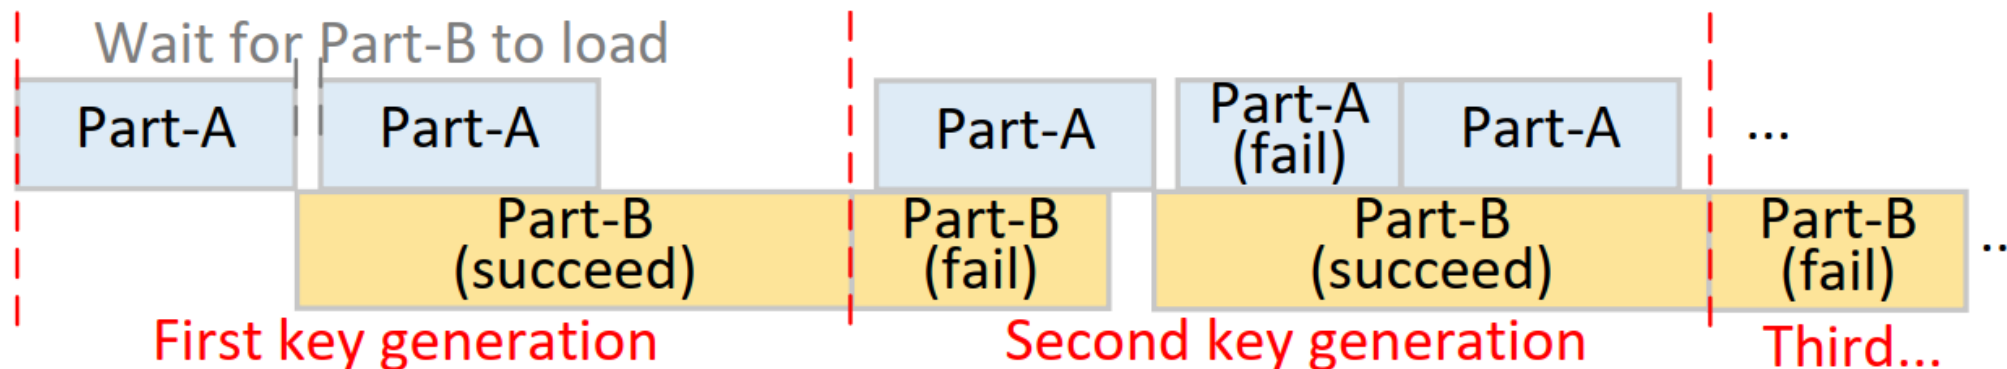 Wait for Part-B to load
Part-A
Part-A
Part-A
Part-A
(fail)
Part-A
...
Part-B
(succeed)
Part-B
(fail)
Part-B
(succeed)
Part-B
(fail)
..
First key generation
Second key generation
Third...